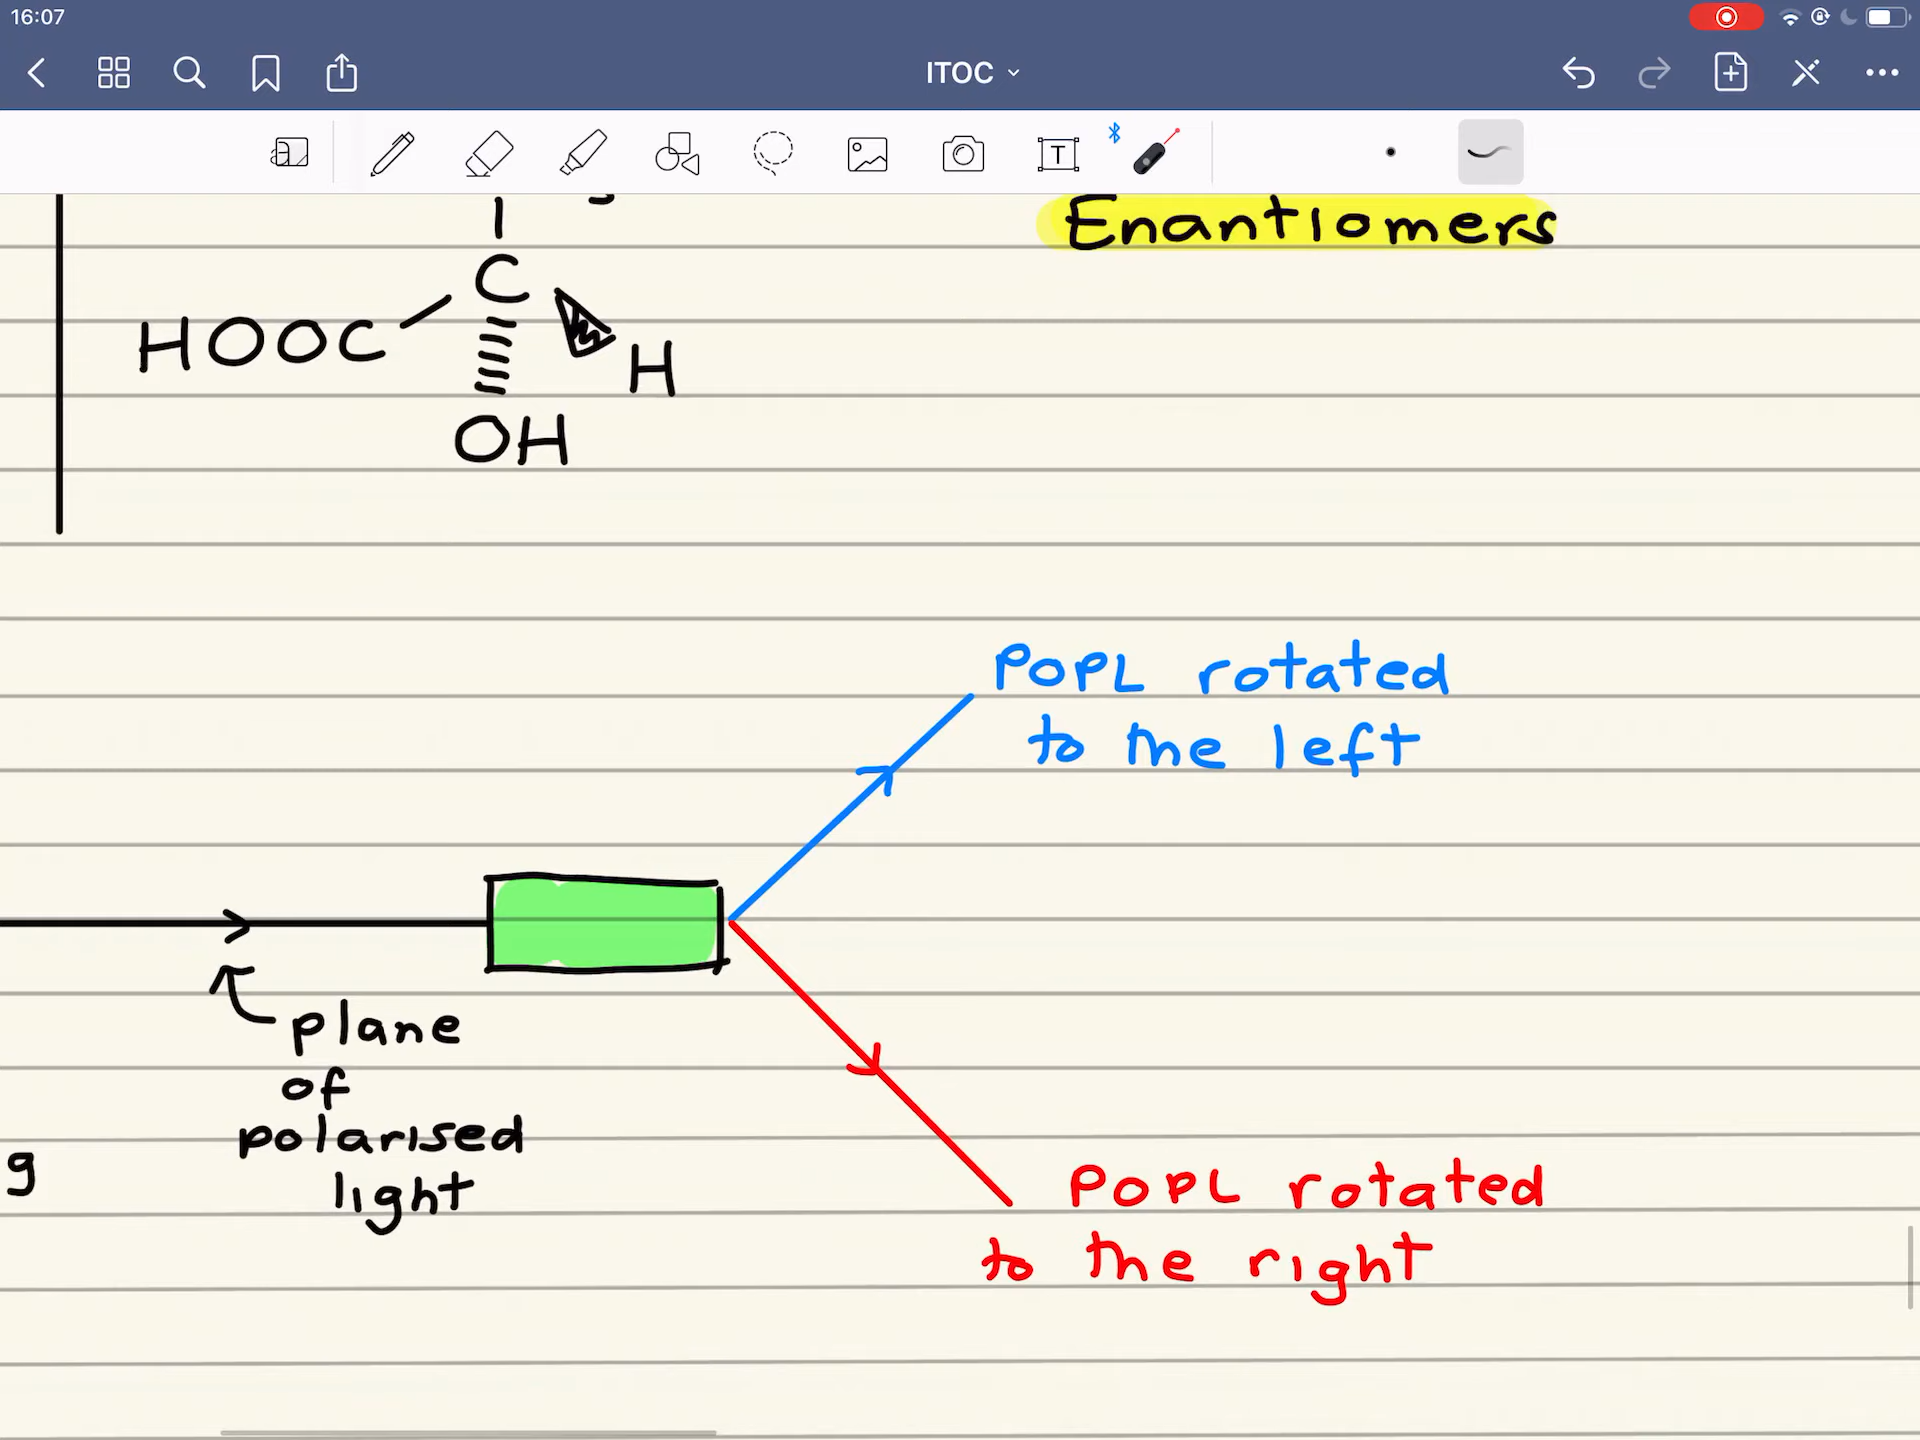 16:07
ITOC
Enantiomers
C
HOOC
H
OH
POPL rotated
to the left
plane
of
polarised
light
g
POPL rotated
to the right